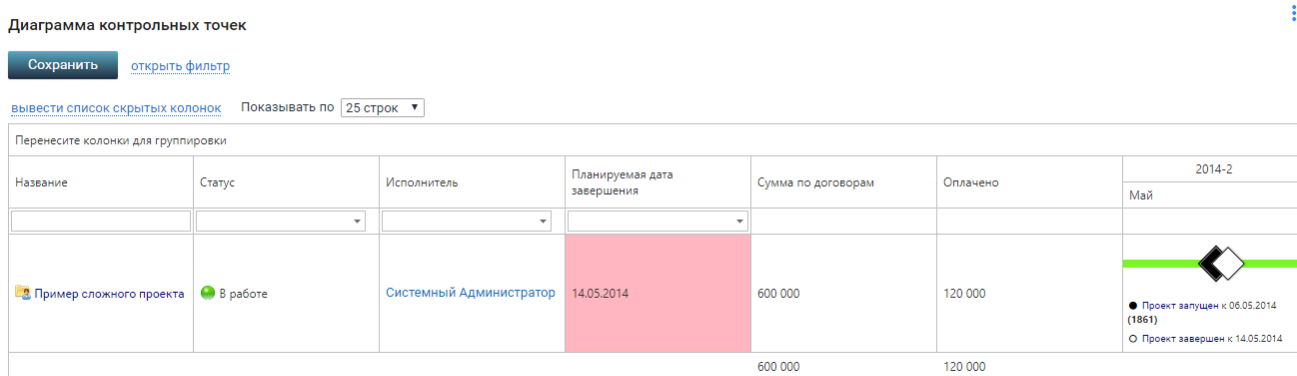 Диаграмма контрольных точек
Сохранить открыть фильтр
вывести список скрытых колонок Показывать по 25 строк
Перенесите колонки для группировки
Название Статус Исполнитель Планируемая дата завершения Сумма по договорам Оплачено 2014-2
Май
Пример сложного проекта В работе Системный Администратор 14.05.2014 600 000 120 000
Проект запущен к 06.05.2014
(1861)
Проект завершен к 14.05.2014
600 000 120 000